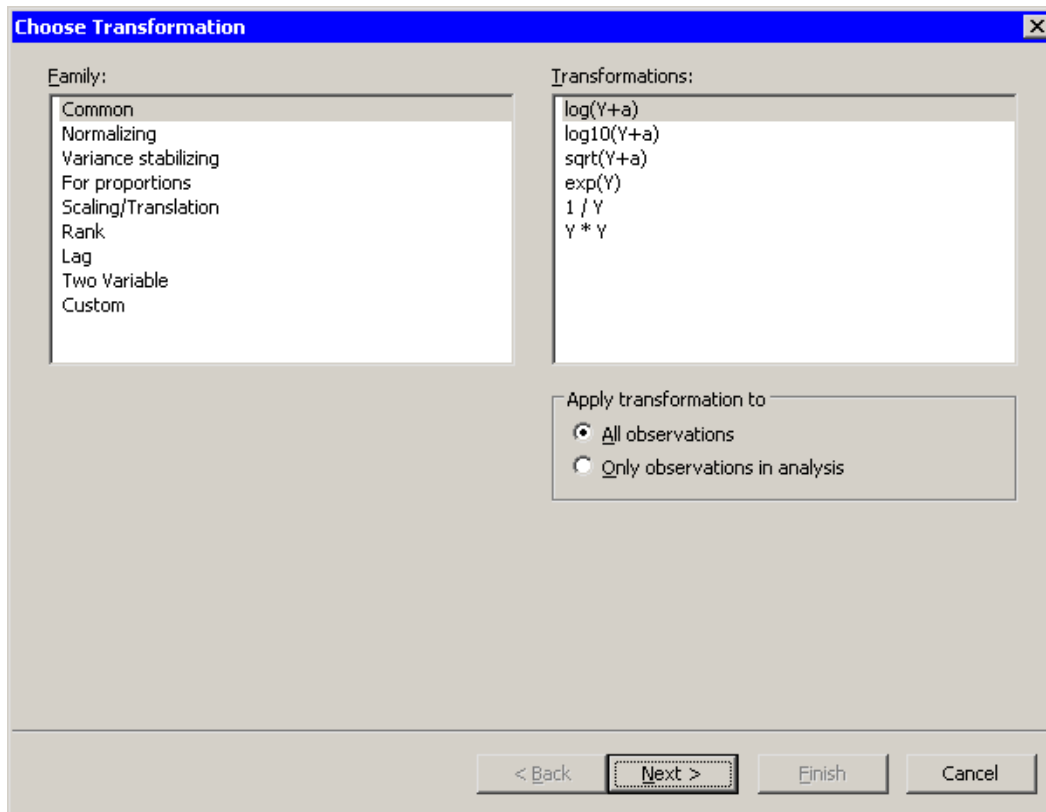 Choose Transformation
Family:
Common
Normalizing
Variance stabilizing
For proportions
Scaling/Translation
Rank
Lag
Two Variable
Custom
Transformations:
log(Y+a)
log10(Y+a)
sqrt(Y+a)
exp(Y)
1 / Y
Y * Y
Apply transformation to
All observations
Only observations in analysis
< Back
Next >
Finish
Cancel